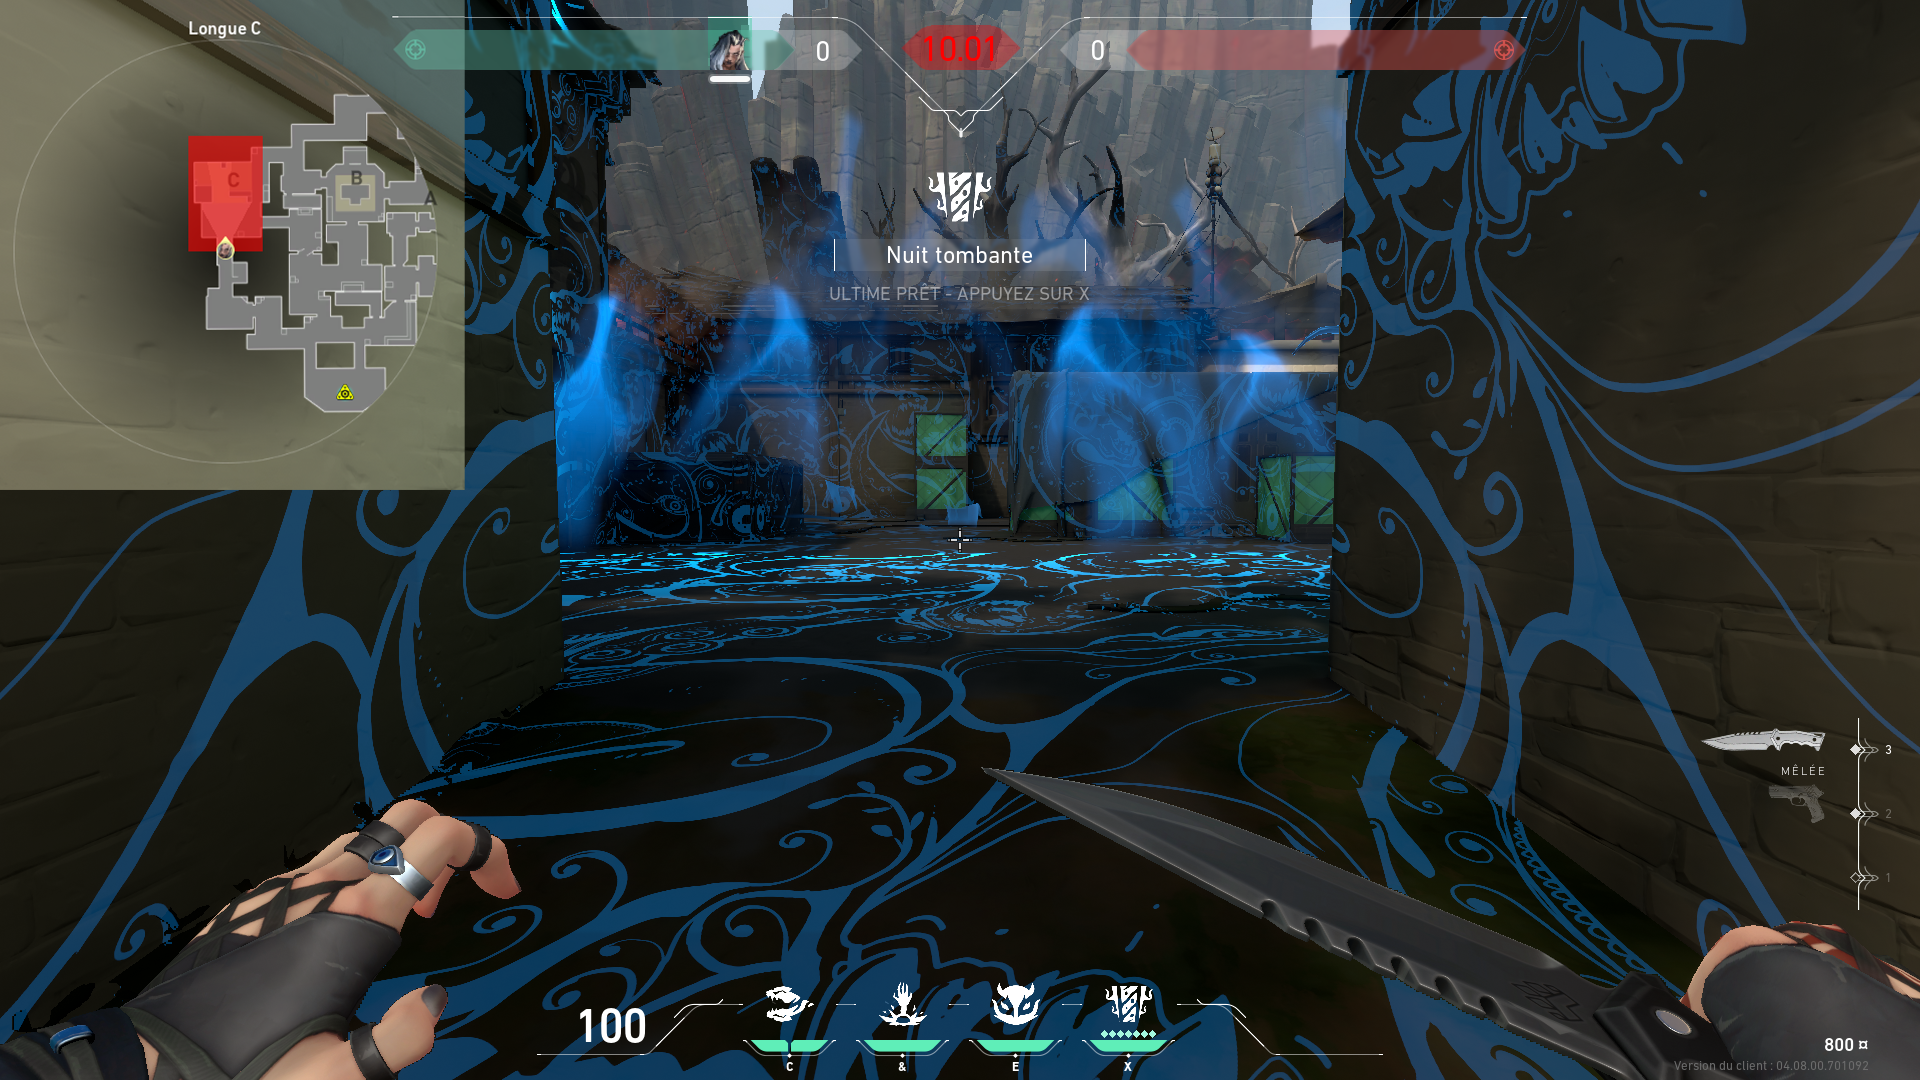 Longue C
0
10.01
0
C
B
A
Nuit tombante
ULTIME PRÊT - APPUYEZ SUR X
3
MÊLÉE
2
1
100
C
&
E
X
800 ¤
Version du client : 04.08.00.701092